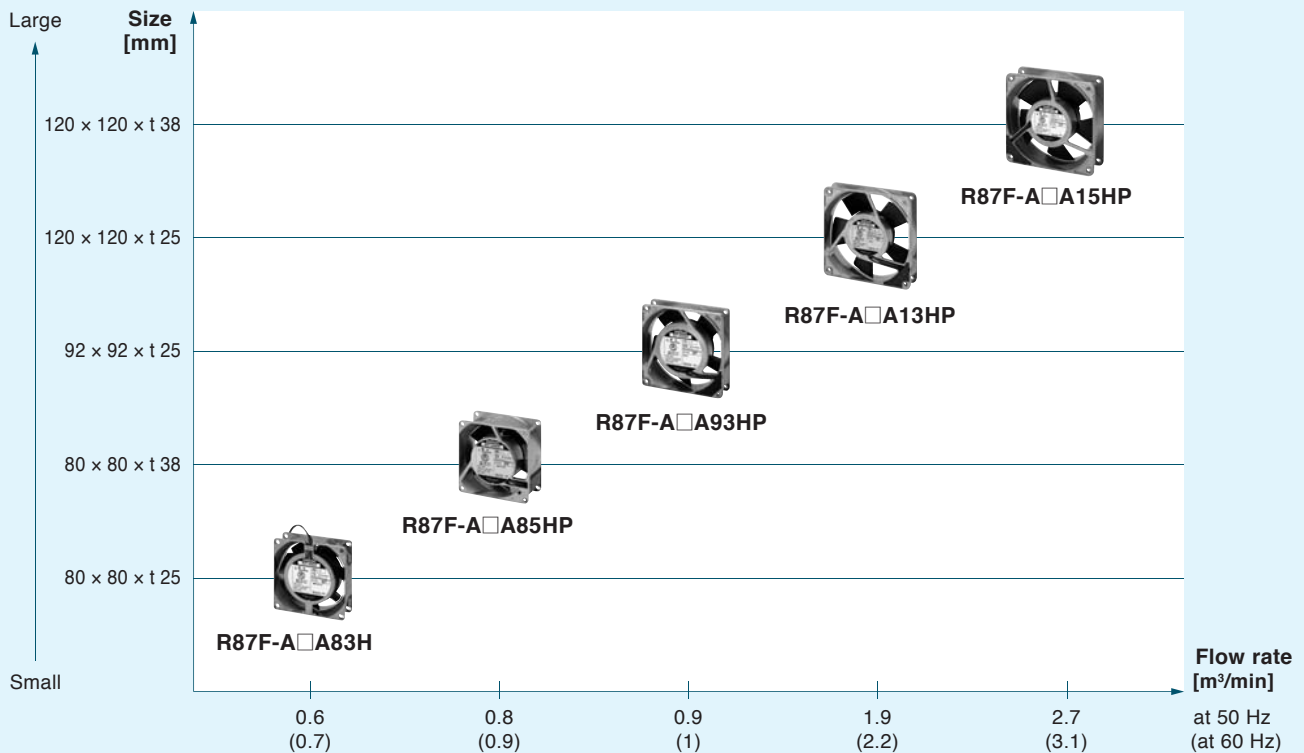 Large
Size
[mm]
120 × 120 × t 38
R87F-A□A15HP
120 × 120 × t 25
R87F-A□A13HP
92 × 92 × t 25
R87F-A□A93HP
80 × 80 × t 38
R87F-A□A85HP
80 × 80 × t 25
R87F-A□A83H
Small
Flow rate
[m³/min]
0.6 0.8 0.9 1.9 2.7 at 50 Hz
(0.7) (0.9) (1) (2.2) (3.1) (at 60 Hz)